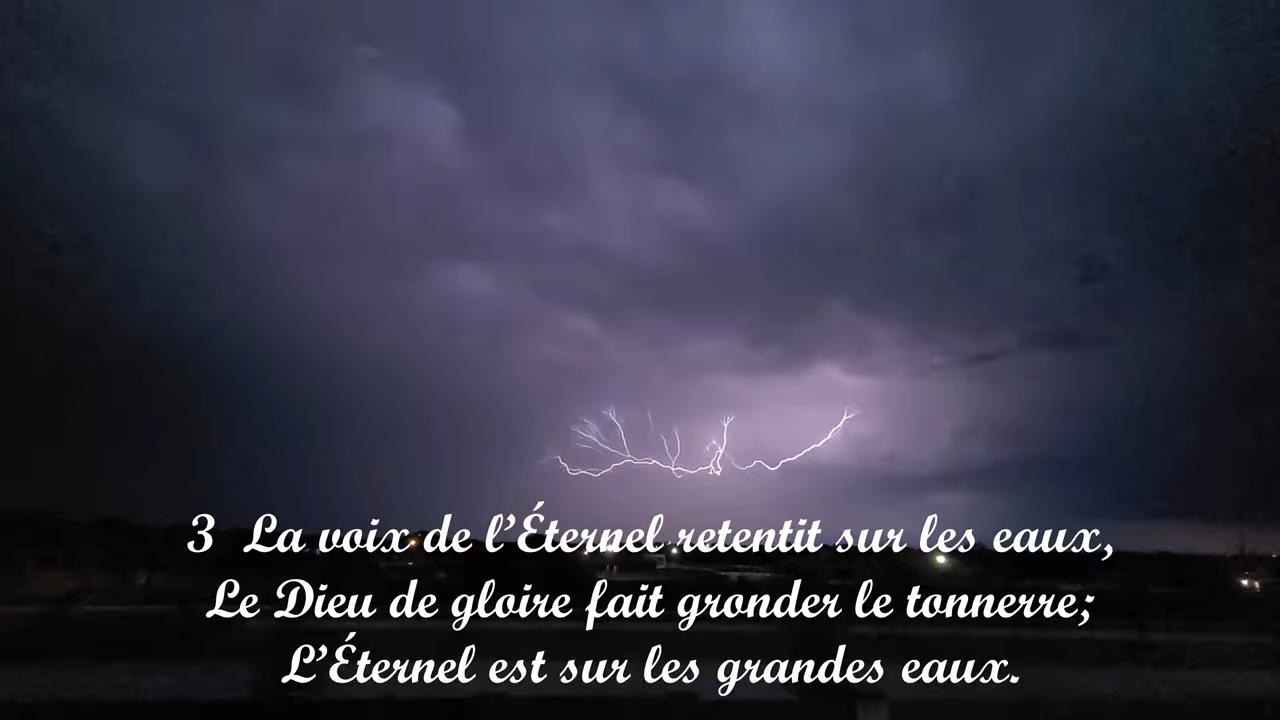 3 La voix de l’Éternel retentit sur les eaux,
Le Dieu de gloire fait gronder le tonnerre;
L’Éternel est sur les grandes eaux.